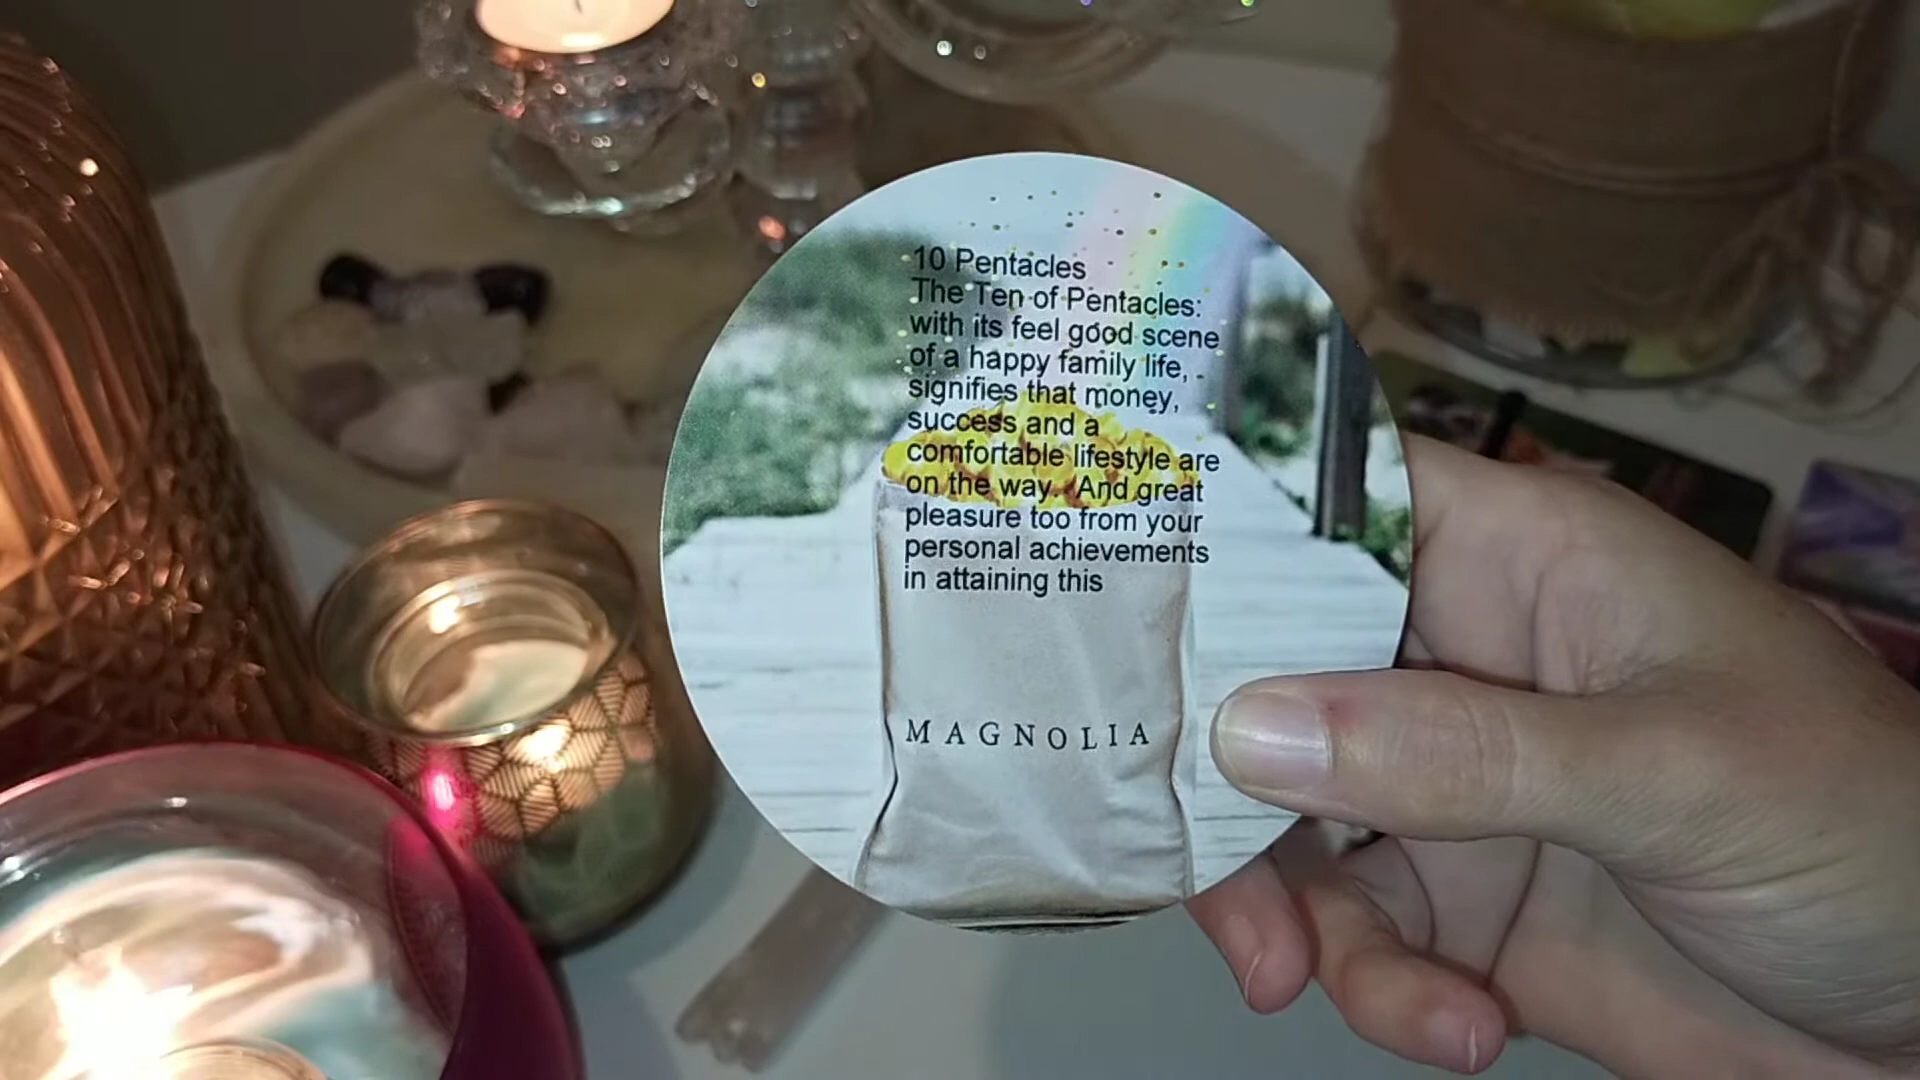 10 Pentacles
The Ten of Pentacles:
with its feel good scene
of a happy family life,
signifies that money,
success and a
comfortable lifestyle are
on the way. And great
pleasure too from your
personal achievements
in attaining this
MAGNOLIA